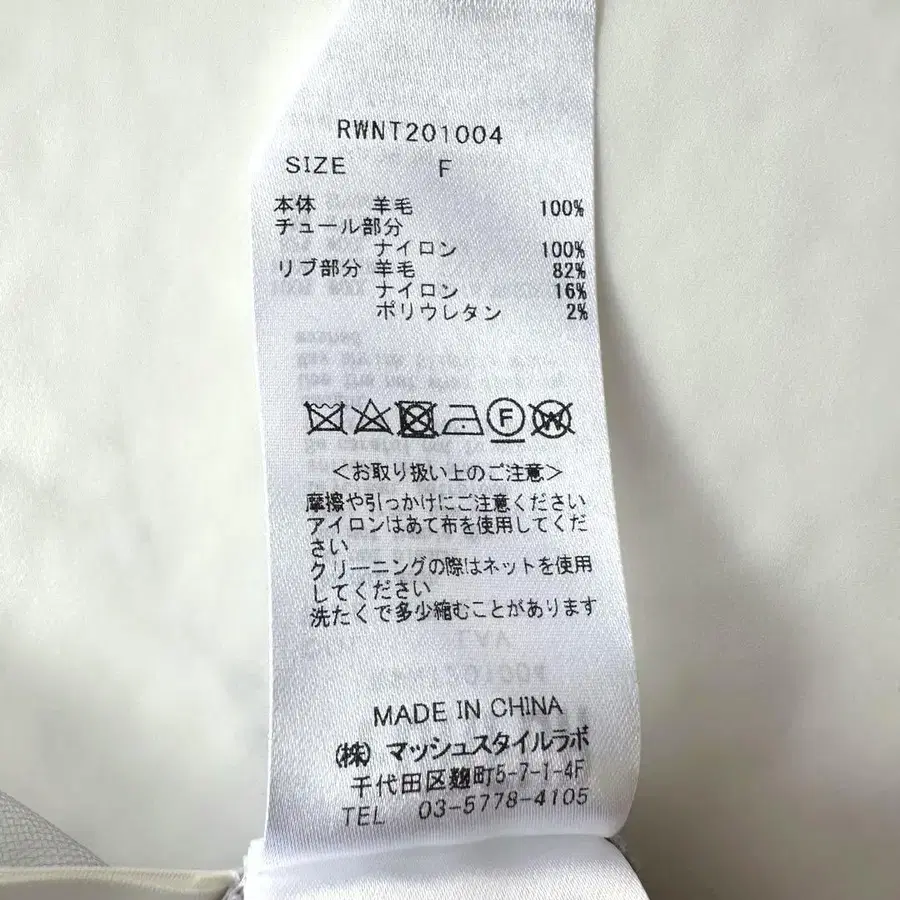 RWNT201004
SIZE F
本体 羊毛 100%
チュール部分
ナイロン 100%
リブ部分 羊毛 82%
ナイロン 16%
ポリウレタン 2%
F W
＜お取り扱い上のご注意＞
摩擦や引っかけにご注意ください
アイロンはあて布を使用してくだ
さい
クリーニングの際はネットを使用
してください
洗たくで多少縮むことがあります
MADE IN CHINA
(株) マッシュスタイルラボ
千代田区麹町5-7-1-4F
TEL 03-5778-4105